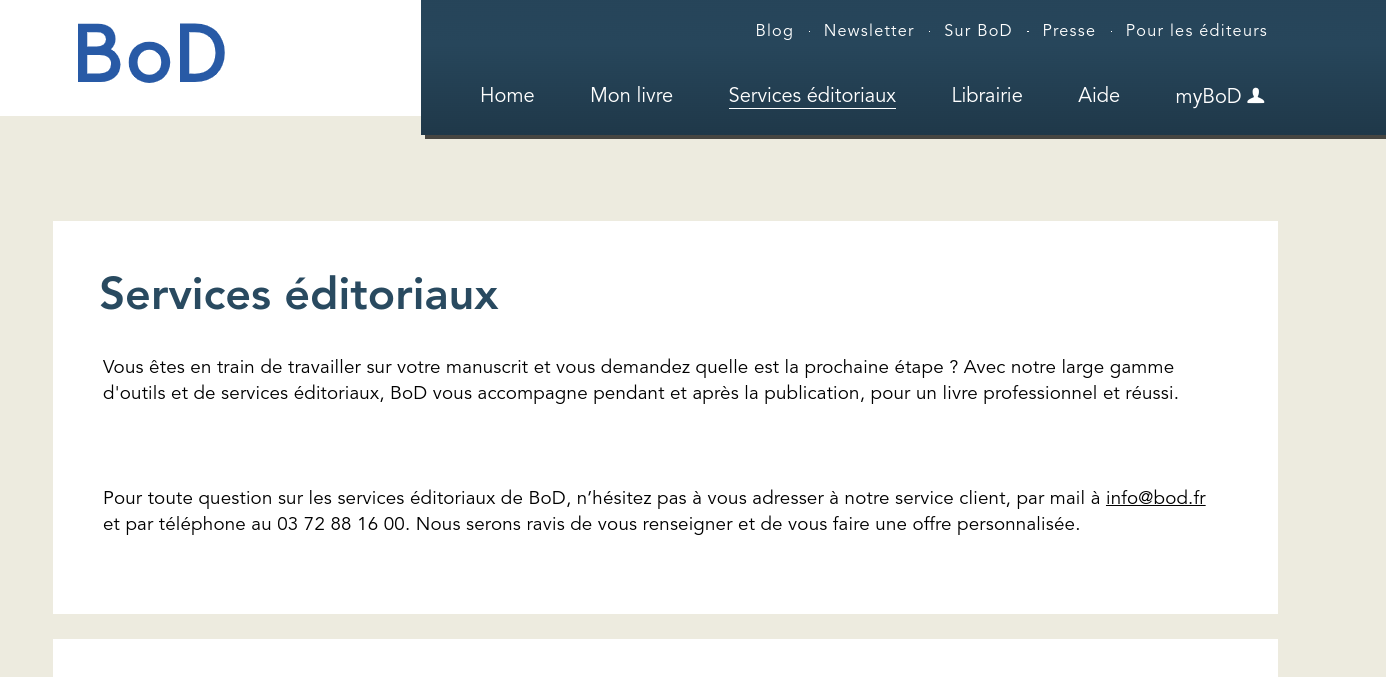 BoD
Blog · Newsletter · Sur BoD · Presse · Pour les éditeurs
Home Mon livre Services éditoriaux Librairie Aide myBoD
Services éditoriaux
Vous êtes en train de travailler sur votre manuscrit et vous demandez quelle est la prochaine étape ? Avec notre large gamme
d'outils et de services éditoriaux, BoD vous accompagne pendant et après la publication, pour un livre professionnel et réussi.
Pour toute question sur les services éditoriaux de BoD, n’hésitez pas à vous adresser à notre service client, par mail à info@bod.fr
et par téléphone au 03 72 88 16 00. Nous serons ravis de vous renseigner et de vous faire une offre personnalisée.